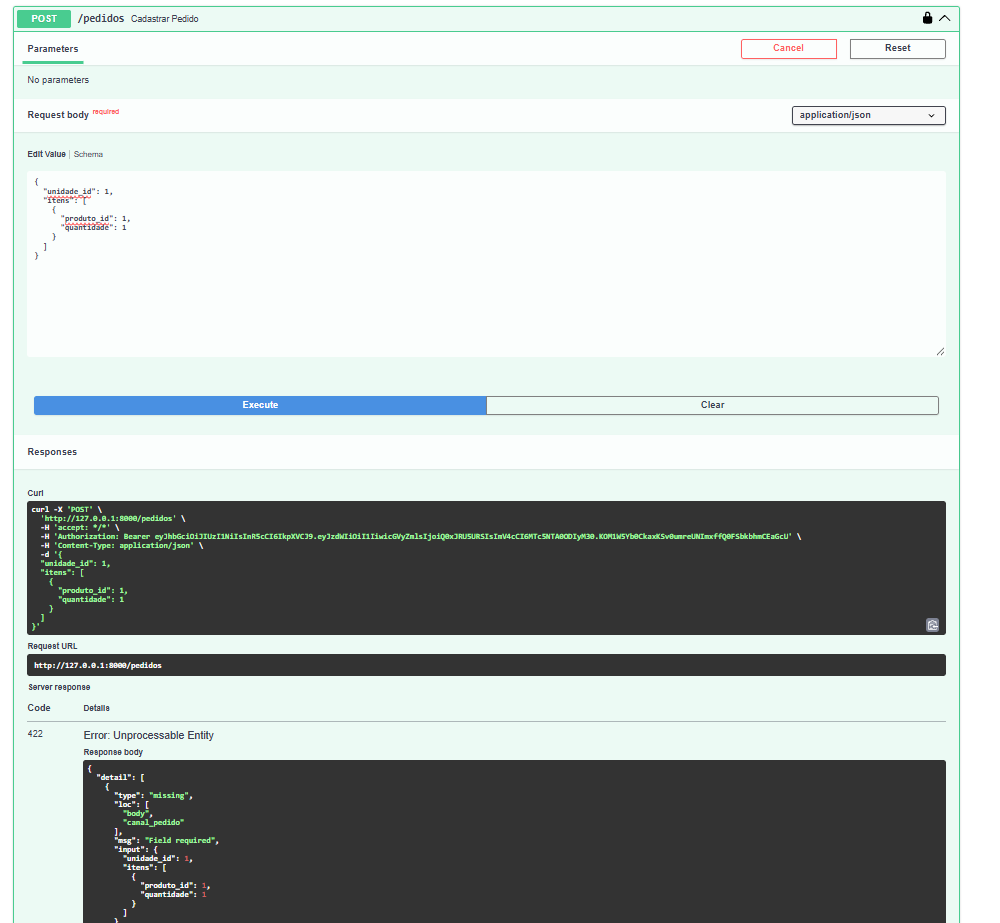 POST /pedidos Cadastrar Pedido
Parameters
Cancel
Reset
No parameters
Request body required
application/json
Edit Value | Schema
{
  "unidade_id": 1,
  "itens": [
    {
      "produto_id": 1,
      "quantidade": 1
    }
  ]
}
Execute
Clear
Responses
Curl
curl -X 'POST' \
  'http://127.0.0.1:8000/pedidos' \
  -H 'accept: */*' \
  -H 'Authorization: Bearer \
  -H 'Content-Type: application/json' \
  -d '{
  "unidade_id": 1,
  "itens": [
    {
      "produto_id": 1,
      "quantidade": 1
    }
  ]
}'
Request URL
http://127.0.0.1:8000/pedidos
Server response
Code Details
422
Error: Unprocessable Entity
Response body
{
  "detail": [
    {
      "type": "missing",
      "loc": [
        "body",
        "canal_pedido"
      ],
      "msg": "Field required",
      "input": {
        "unidade_id": 1,
        "itens": [
          {
            "produto_id": 1,
            "quantidade": 1
          }
        ]
      }